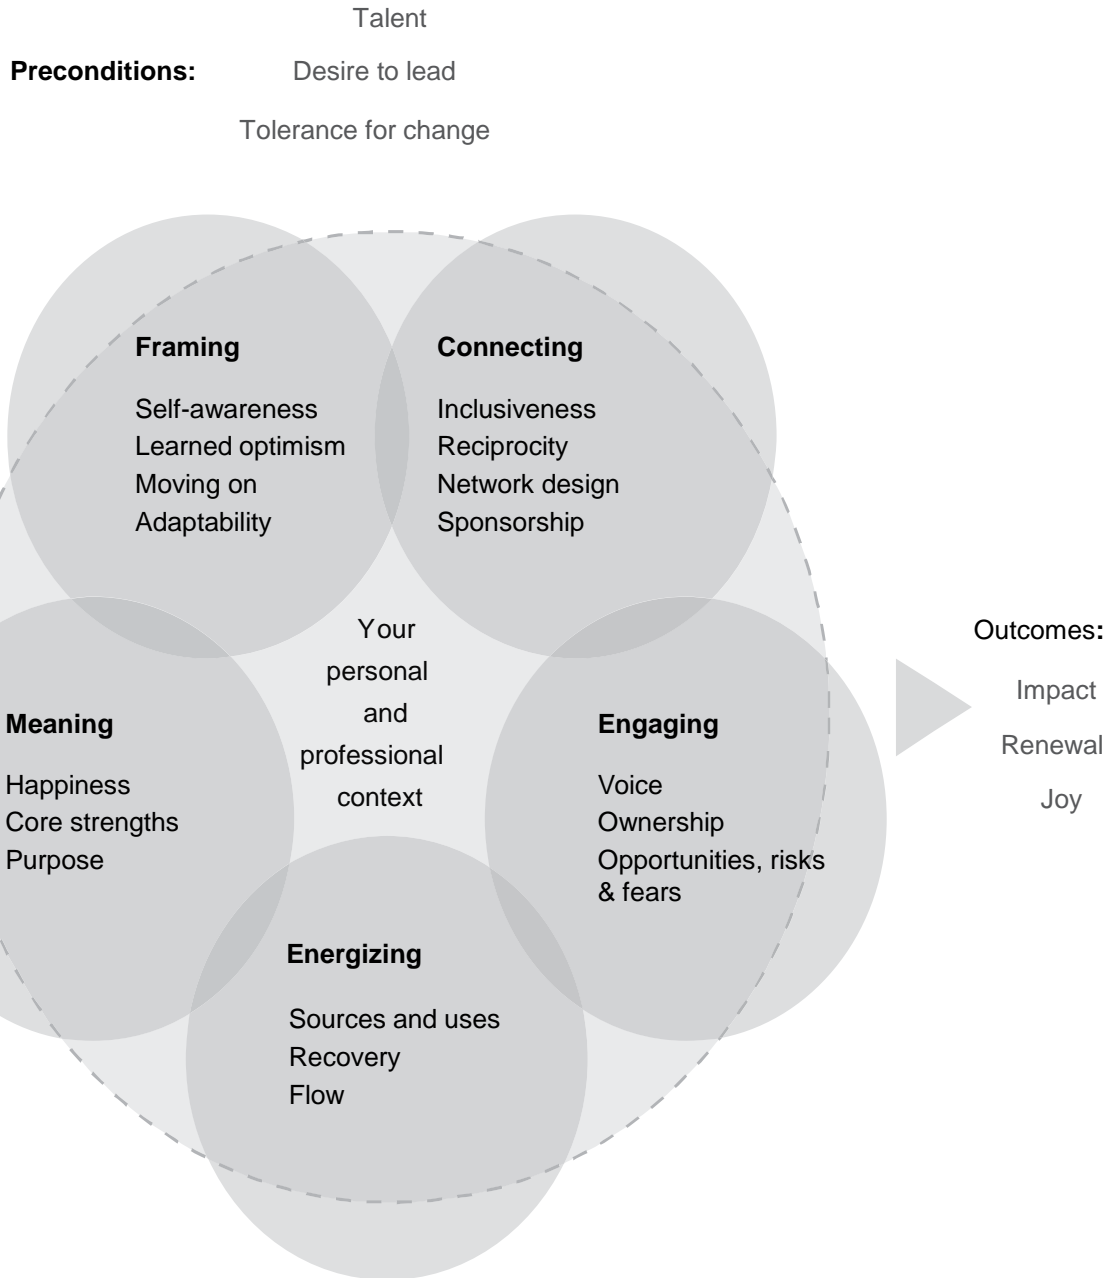 Talent
Preconditions: Desire to lead
Tolerance for change
Framing
Self-awareness
Learned optimism
Moving on
Adaptability
Connecting
Inclusiveness
Reciprocity
Network design
Sponsorship
Your
personal
and
professional
context
Meaning
Happiness
Core strengths
Purpose
Engaging
Voice
Ownership
Opportunities, risks
& fears
Energizing
Sources and uses
Recovery
Flow
Outcomes:
Impact
Renewal
Joy